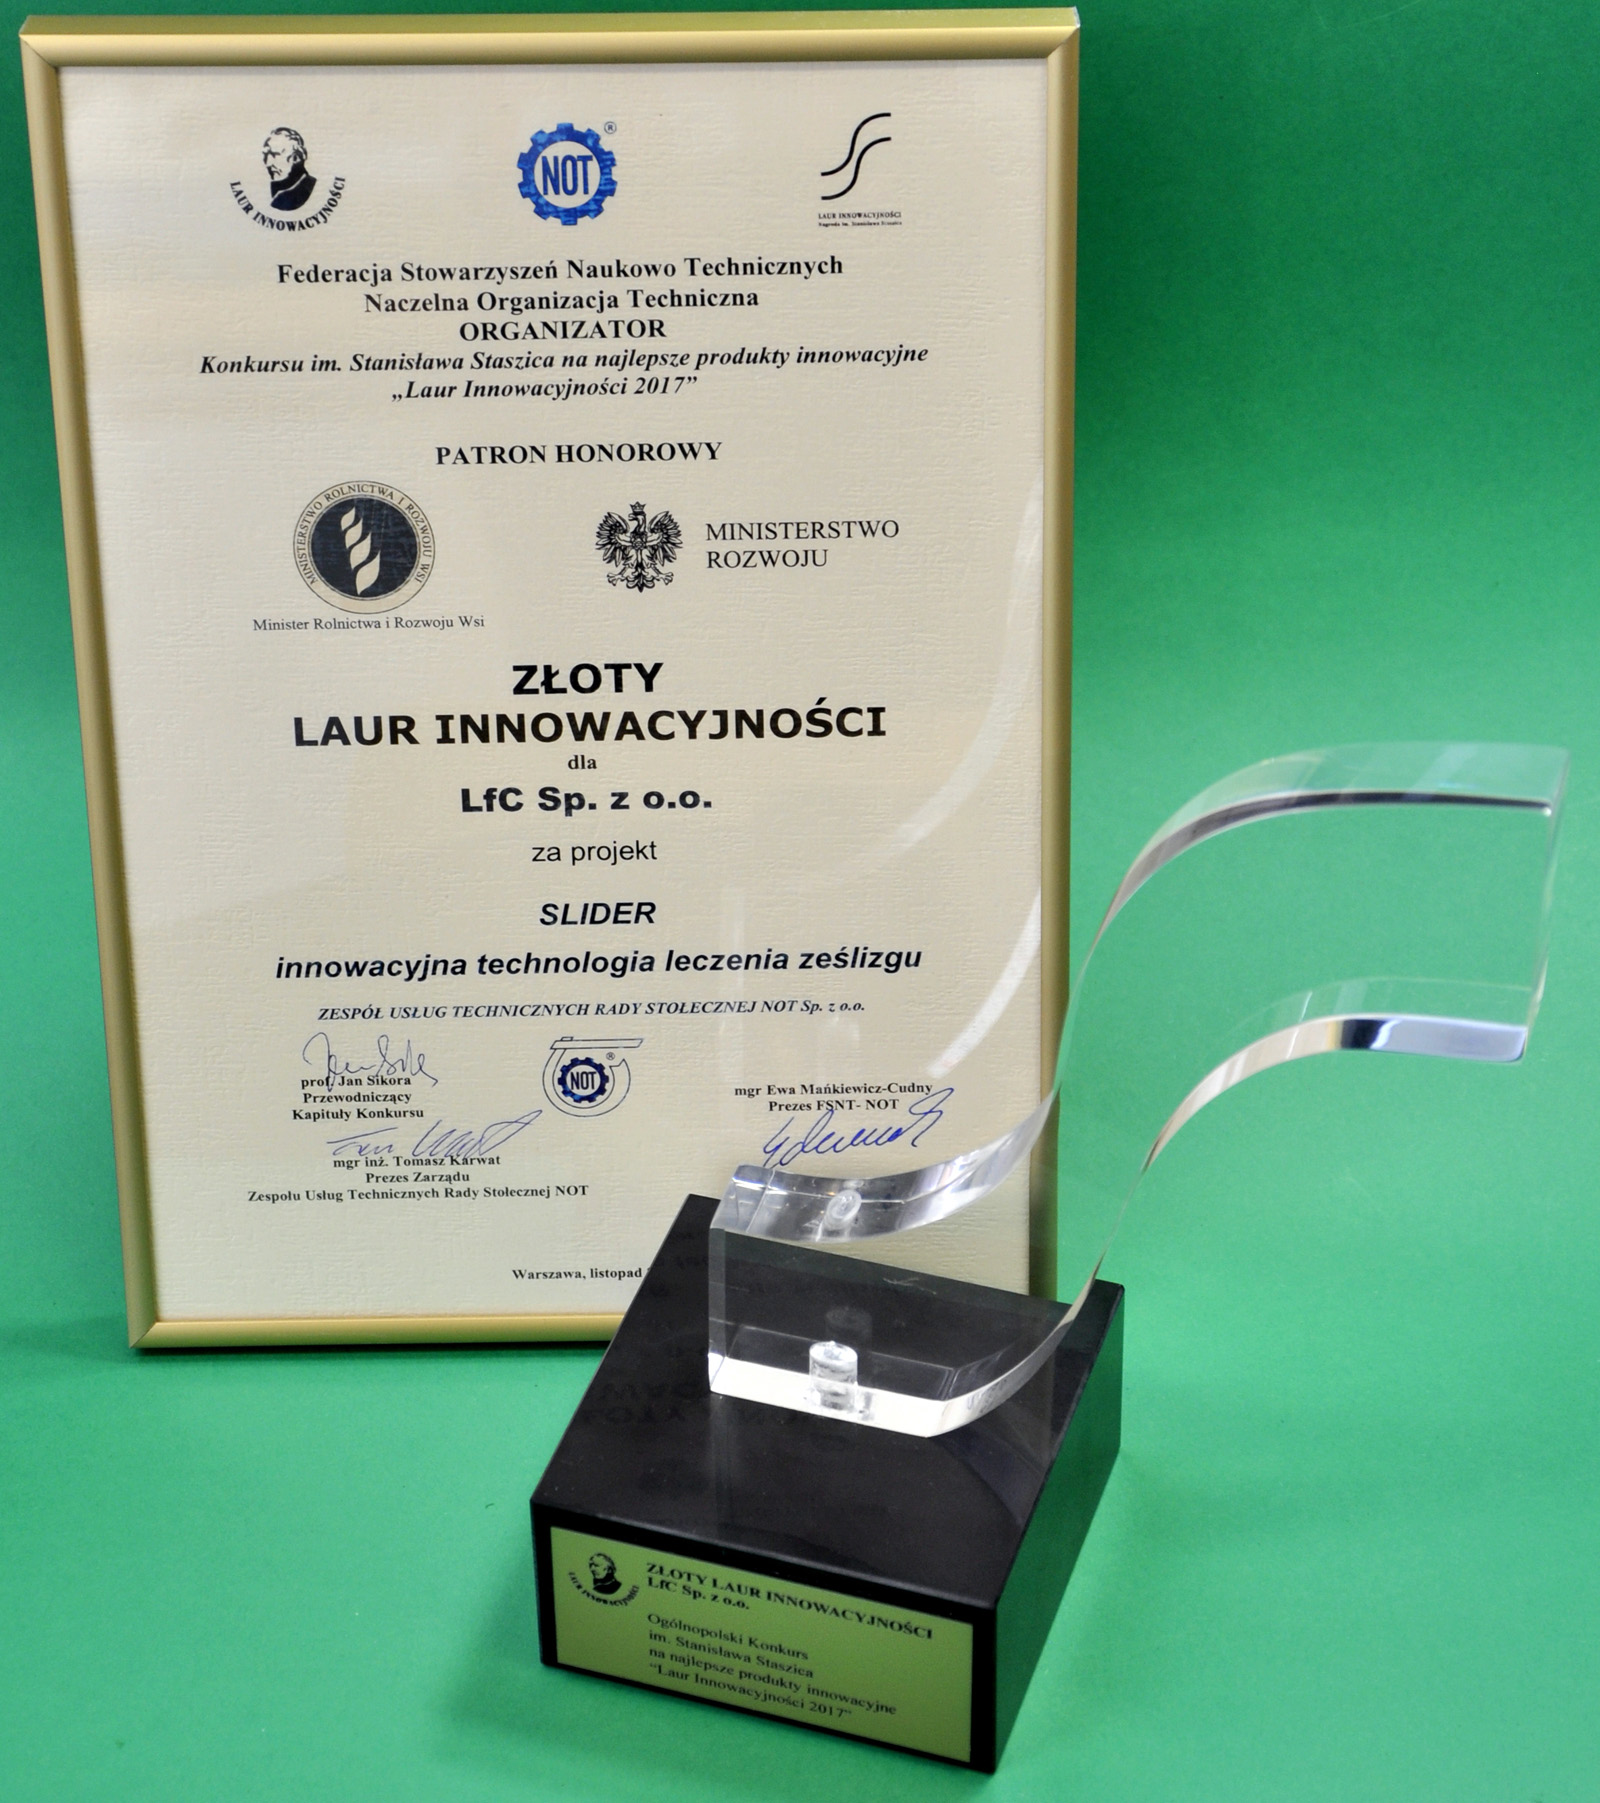 LAUR INNOWACYJNOŚCI
NOT ®
LAUR INNOWACYJNOŚCI
Nagroda im. Stanisława Staszica
Federacja Stowarzyszeń Naukowo Technicznych
Naczelna Organizacja Techniczna
ORGANIZATOR
Konkursu im. Stanisława Staszica na najlepsze produkty innowacyjne
„Laur Innowacyjności 2017”
PATRON HONOROWY
MINISTERSTWO ROLNICTWA I ROZWOJU WSI
MINISTERSTWO
ROZWOJU
Minister Rolnictwa i Rozwoju Wsi
ZŁOTY
LAUR INNOWACYJNOŚCI
dla
LfC Sp. z o.o.
za projekt
SLIDER
innowacyjna technologia leczenia ześlizgu
ZESPÓŁ USŁUG TECHNICZNYCH RADY STOŁECZNEJ NOT Sp. z o.o.
NOT ®
prof. Jan Sikora
Przewodniczący
Kapituły Konkursu
mgr Ewa Mańkiewicz-Cudny
Prezes FSNT- NOT
mgr inż. Tomasz Karwat
Prezes Zarządu
Zespołu Usług Technicznych Rady Stołecznej NOT
Warszawa, listopad
LAUR INNOWACYJNOŚCI
ZŁOTY LAUR INNOWACYJNOŚCI
LfC Sp. z o.o.
Ogólnopolski Konkurs
im. Stanisława Staszica
na najlepsze produkty innowacyjne
“Laur Innowacyjności 2017”